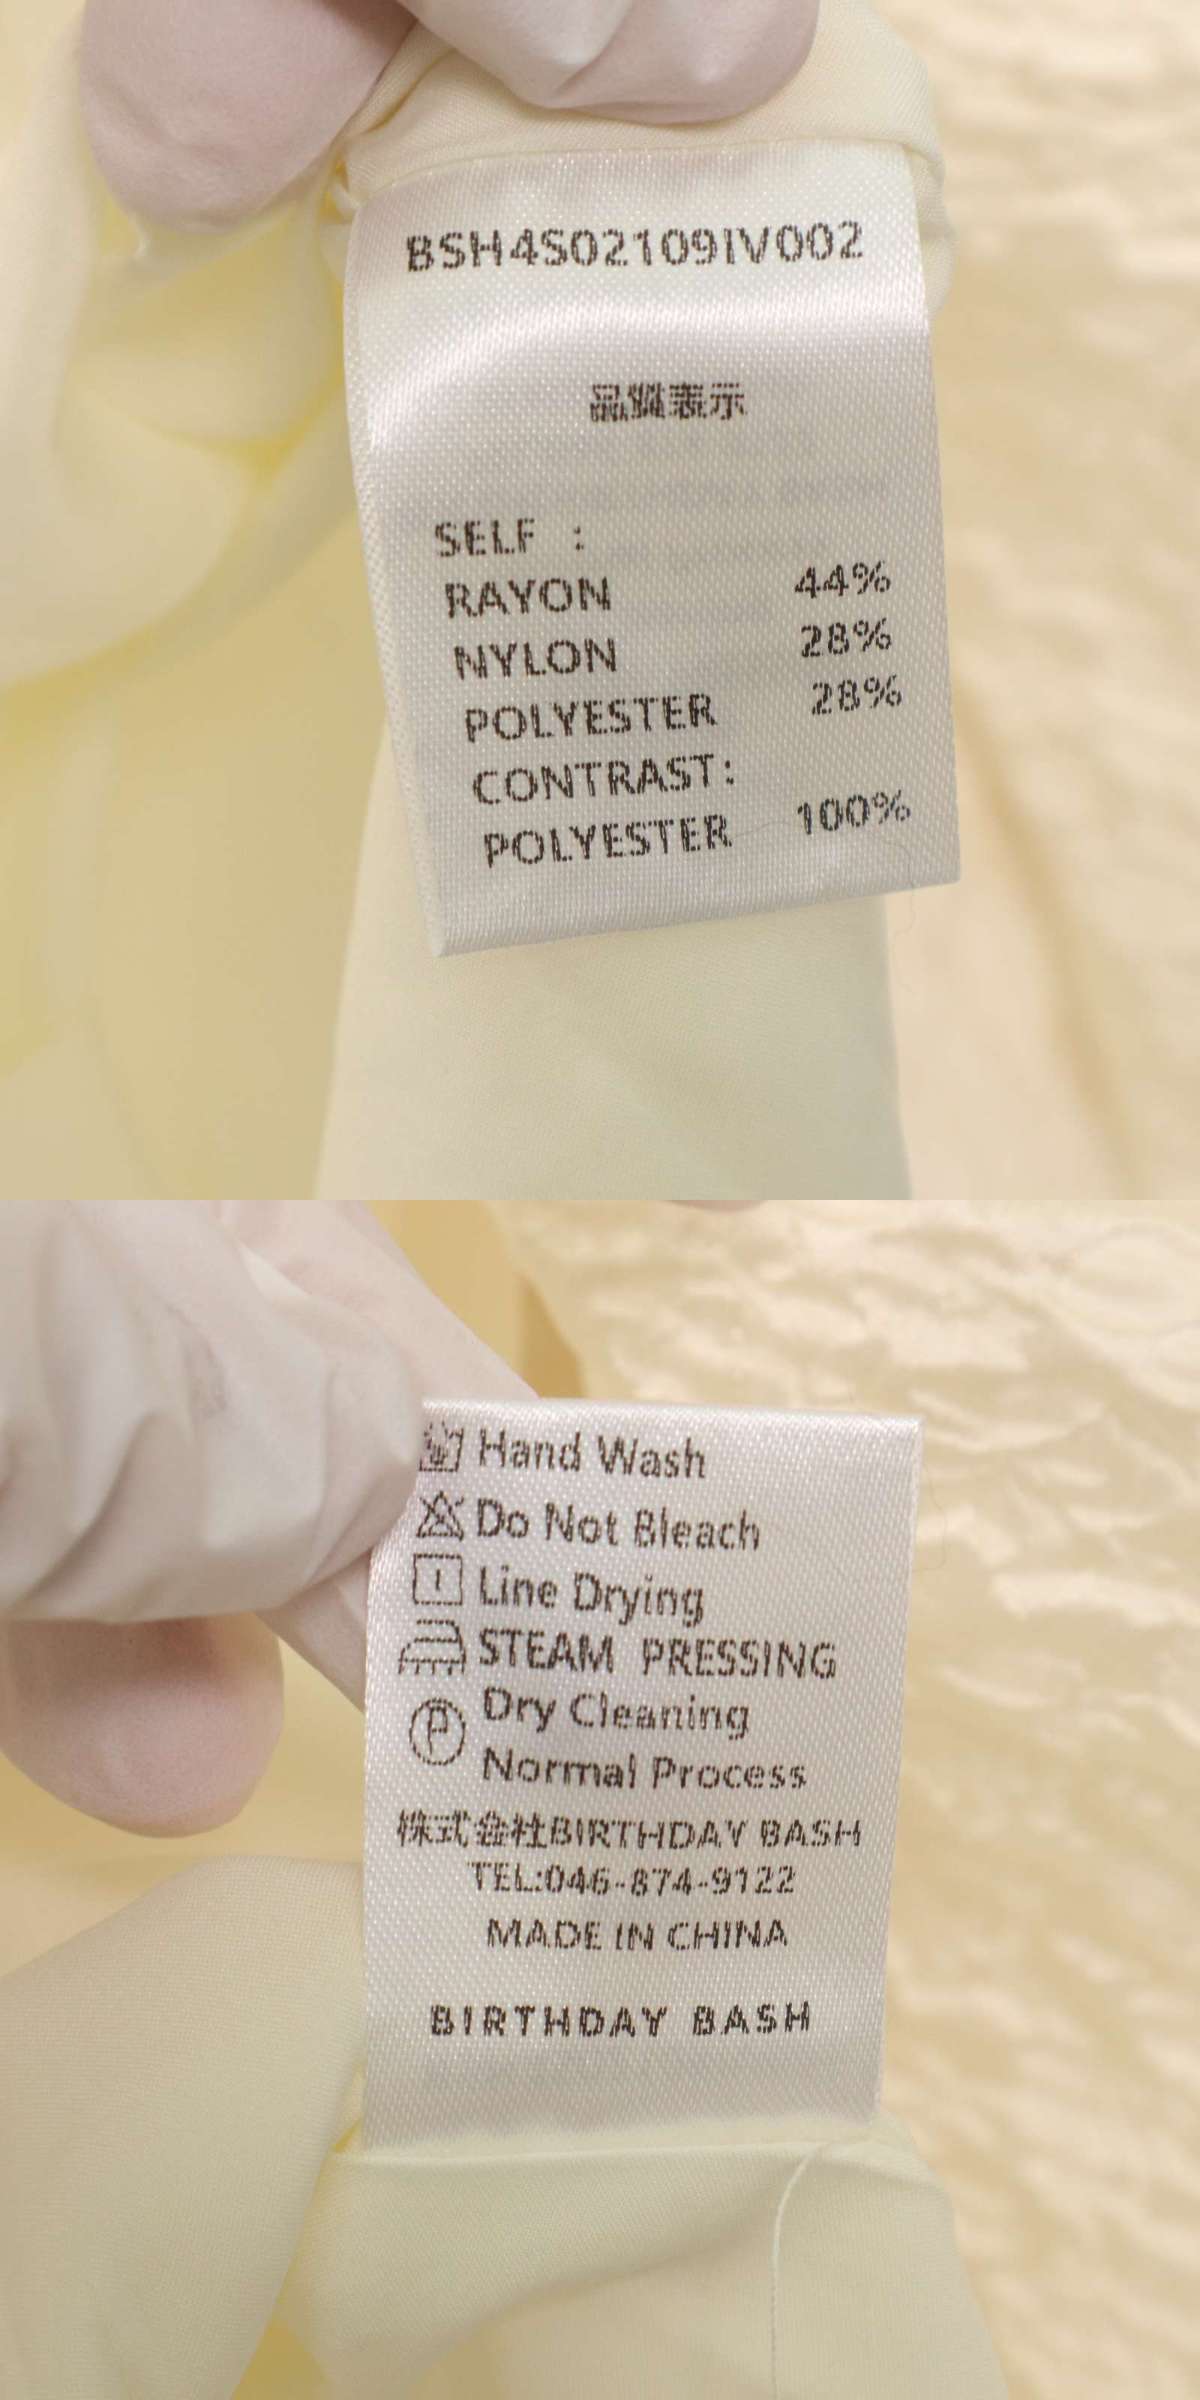 BSH4S02109IV002
品質表示
SELF :
RAYON 44%
NYLON 28%
POLYESTER 28%
CONTRAST:
POLYESTER 100%
Hand Wash
Do Not Bleach
Line Drying
STEAM PRESSING
P Dry Cleaning
Normal Process
株式会社BIRTHDAY BASH
TEL:046-874-9122
MADE IN CHINA
BIRTHDAY BASH